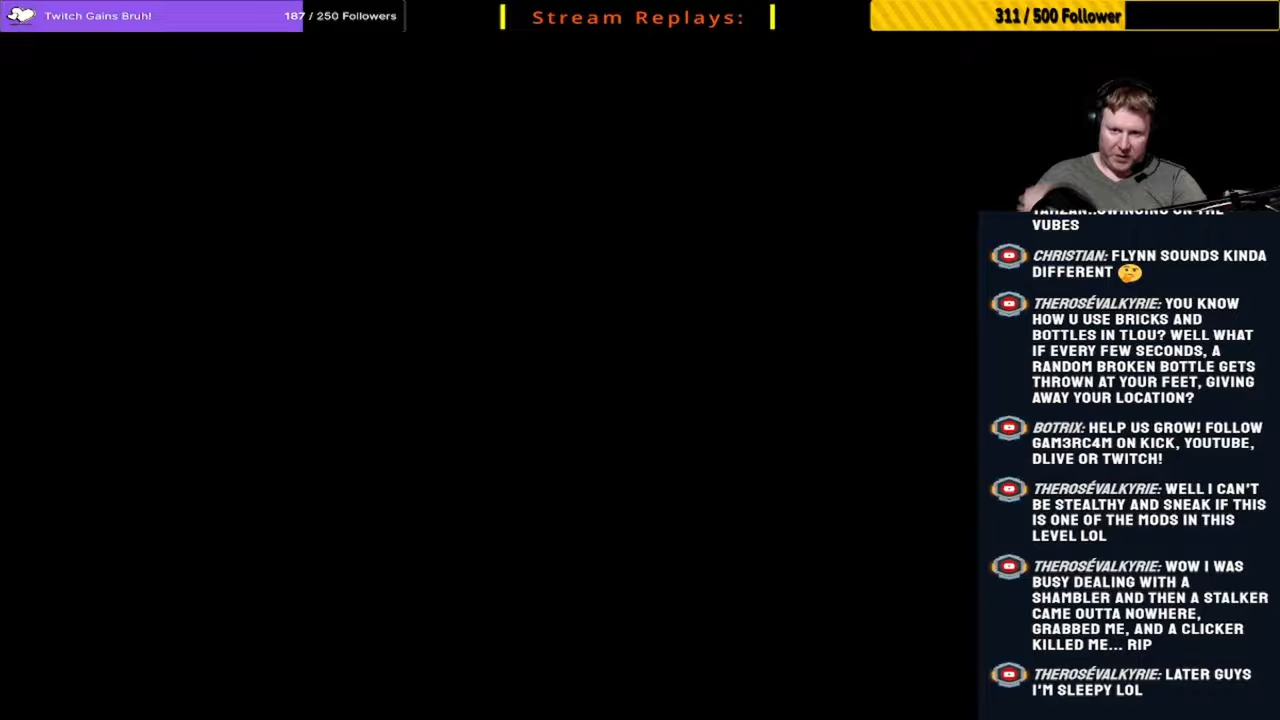 Twitch Gains Bruh!
187 / 250 Followers
Stream Replays:
311 / 500 Follower
TARZAN..SWINGING ON THE
VUBES
CHRISTIAN: FLYNN SOUNDS KINDA
DIFFERENT 🤔
THEROSÉVALKYRIE: YOU KNOW
HOW U USE BRICKS AND
BOTTLES IN TLOU? WELL WHAT
IF EVERY FEW SECONDS, A
RANDOM BROKEN BOTTLE GETS
THROWN AT YOUR FEET, GIVING
AWAY YOUR LOCATION?
BOTRIX: HELP US GROW! FOLLOW
GAM3RC4M ON KICK, YOUTUBE,
DLIVE OR TWITCH!
THEROSÉVALKYRIE: WELL I CAN'T
BE STEALTHY AND SNEAK IF THIS
IS ONE OF THE MODS IN THIS
LEVEL LOL
THEROSÉVALKYRIE: WOW I WAS
BUSY DEALING WITH A
SHAMBLER AND THEN A STALKER
CAME OUTTA NOWHERE,
GRABBED ME, AND A CLICKER
KILLED ME... RIP
THEROSÉVALKYRIE: LATER GUYS
I'M SLEEPY LOL